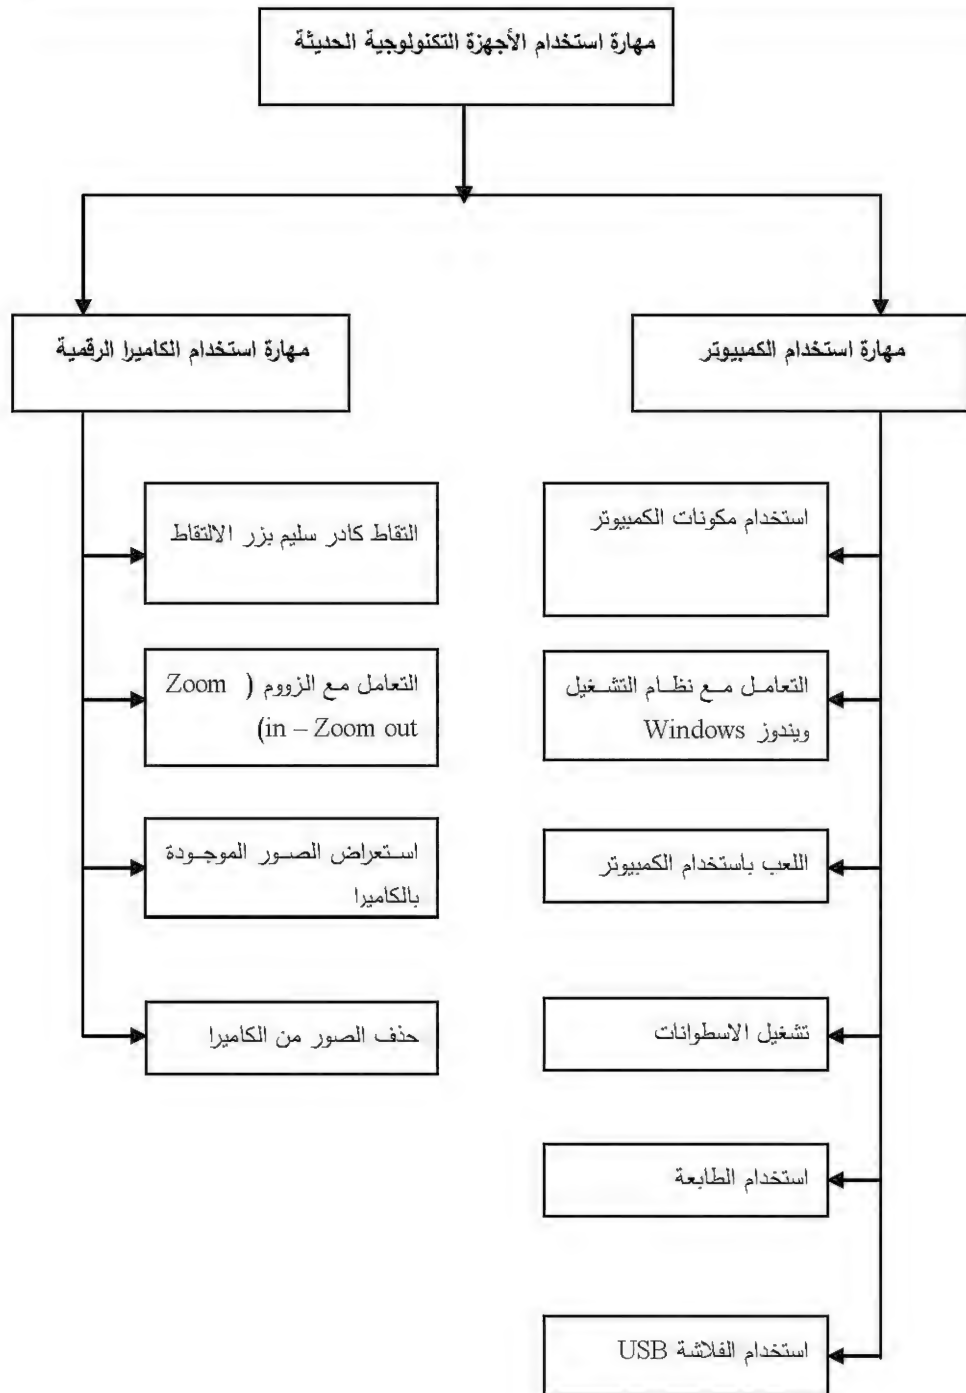 مهارة استخدام الأجهزة التكنولوجية الحديثة
مهارة استخدام الكمبيوتر
مهارة استخدام الكاميرا الرقمية
استخدام مكونات الكمبيوتر
التعامل مع نظام التشغيل
ويندوز Windows
اللعب باستخدام الكمبيوتر
تشغيل الاسطوانات
استخدام الطابعة
استخدام الفلاشة USB
التقاط كادر سليم بزر الالتقاط
التعامل مع الزووم ( Zoom
in – Zoom out)
استعراض الصور الموجودة
بالكاميرا
حذف الصور من الكاميرا